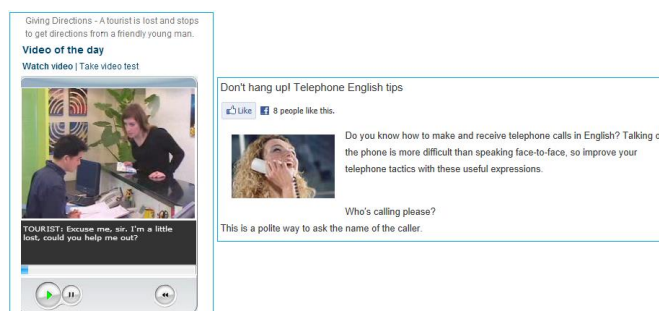 Giving Directions - A tourist is lost and stops
to get directions from a friendly young man.
Video of the day
Watch video | Take video test
TOURIST: Excuse me, sir. I'm a little
lost, could you help me out?
Don't hang up! Telephone English tips
Like 8 people like this.
Do you know how to make and receive telephone calls in English? Talking
the phone is more difficult than speaking face-to-face, so improve your
telephone tactics with these useful expressions.
Who's calling please?
This is a polite way to ask the name of the caller.